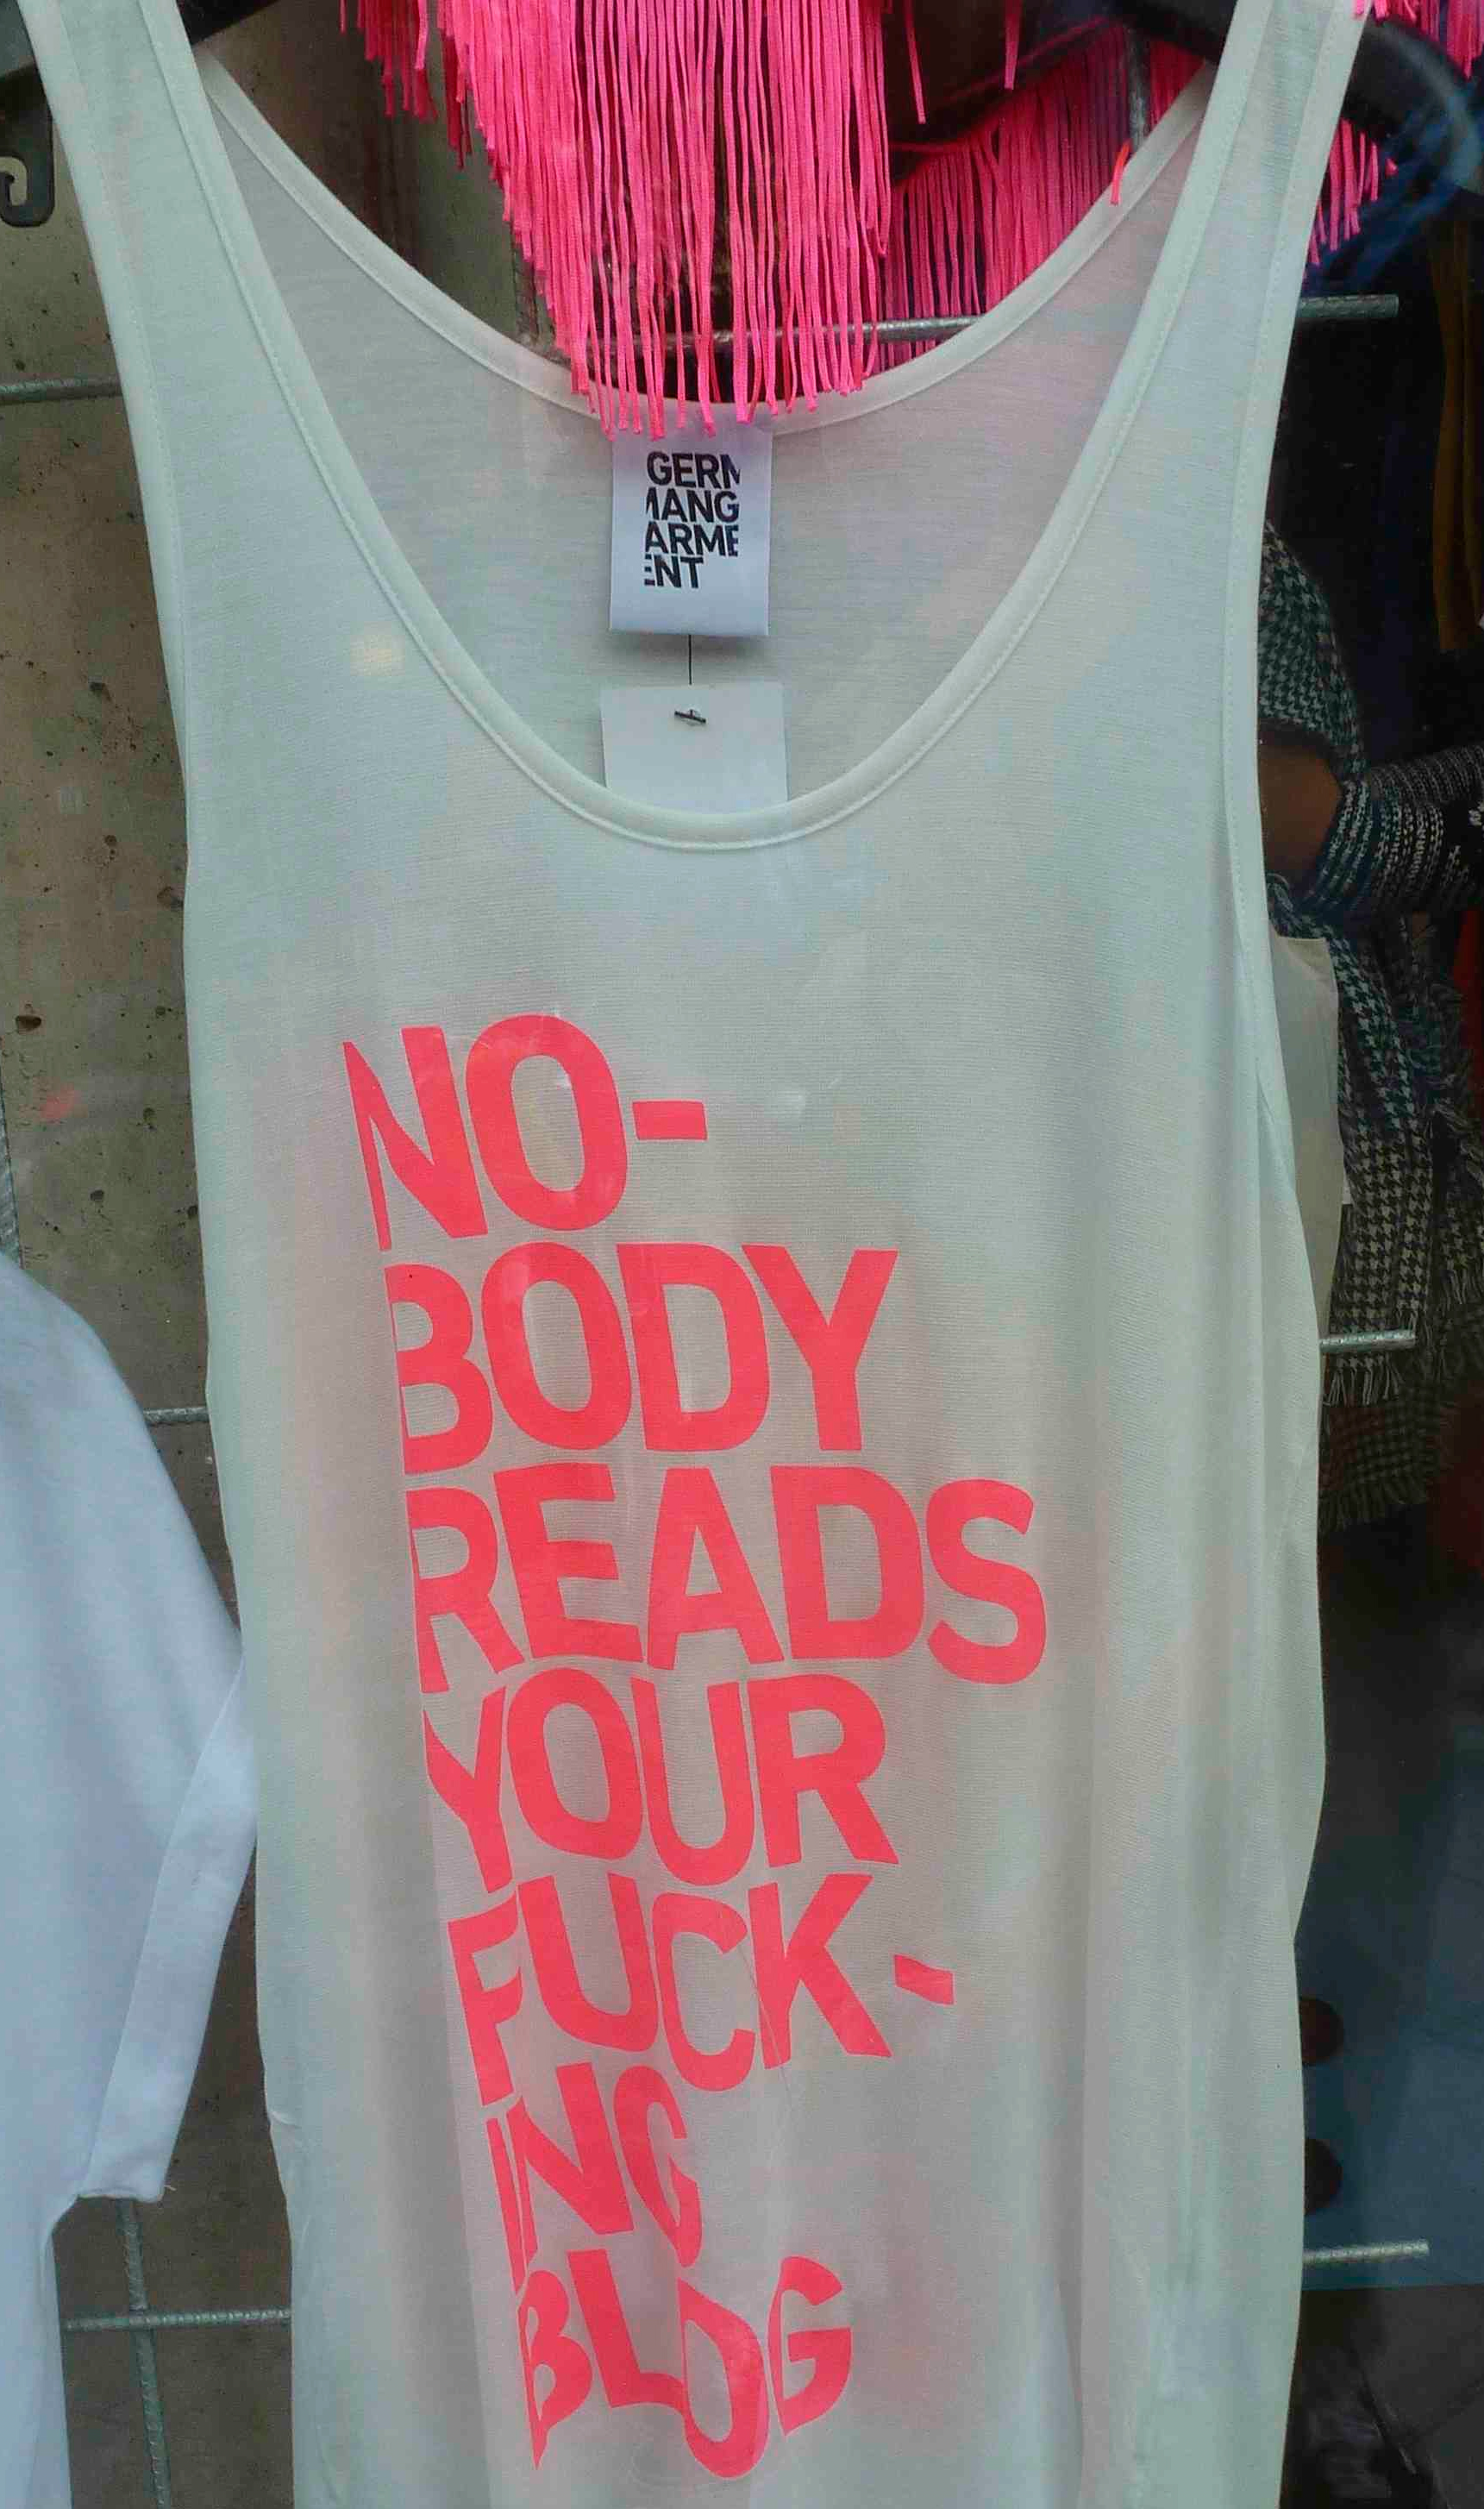 GERM
MANG
ARME
ENT
NO-
BODY
READS
YOUR
FUCK-
ING
BLOG